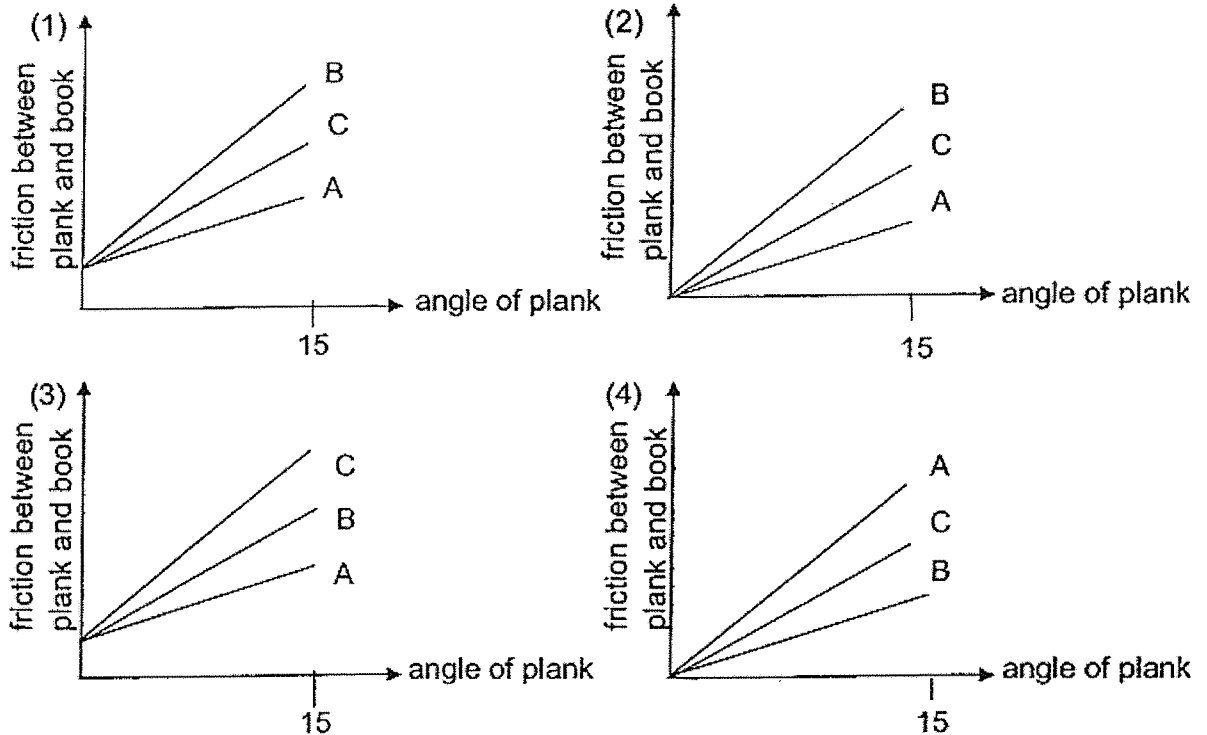 (1)
friction between
plank and book
B
C
A
angle of plank
15
(2)
friction between
plank and book
B
C
A
angle of plank
15
(3)
friction between
plank and book
C
B
A
angle of plank
15
(4)
friction between
plank and book
A
C
B
angle of plank
15